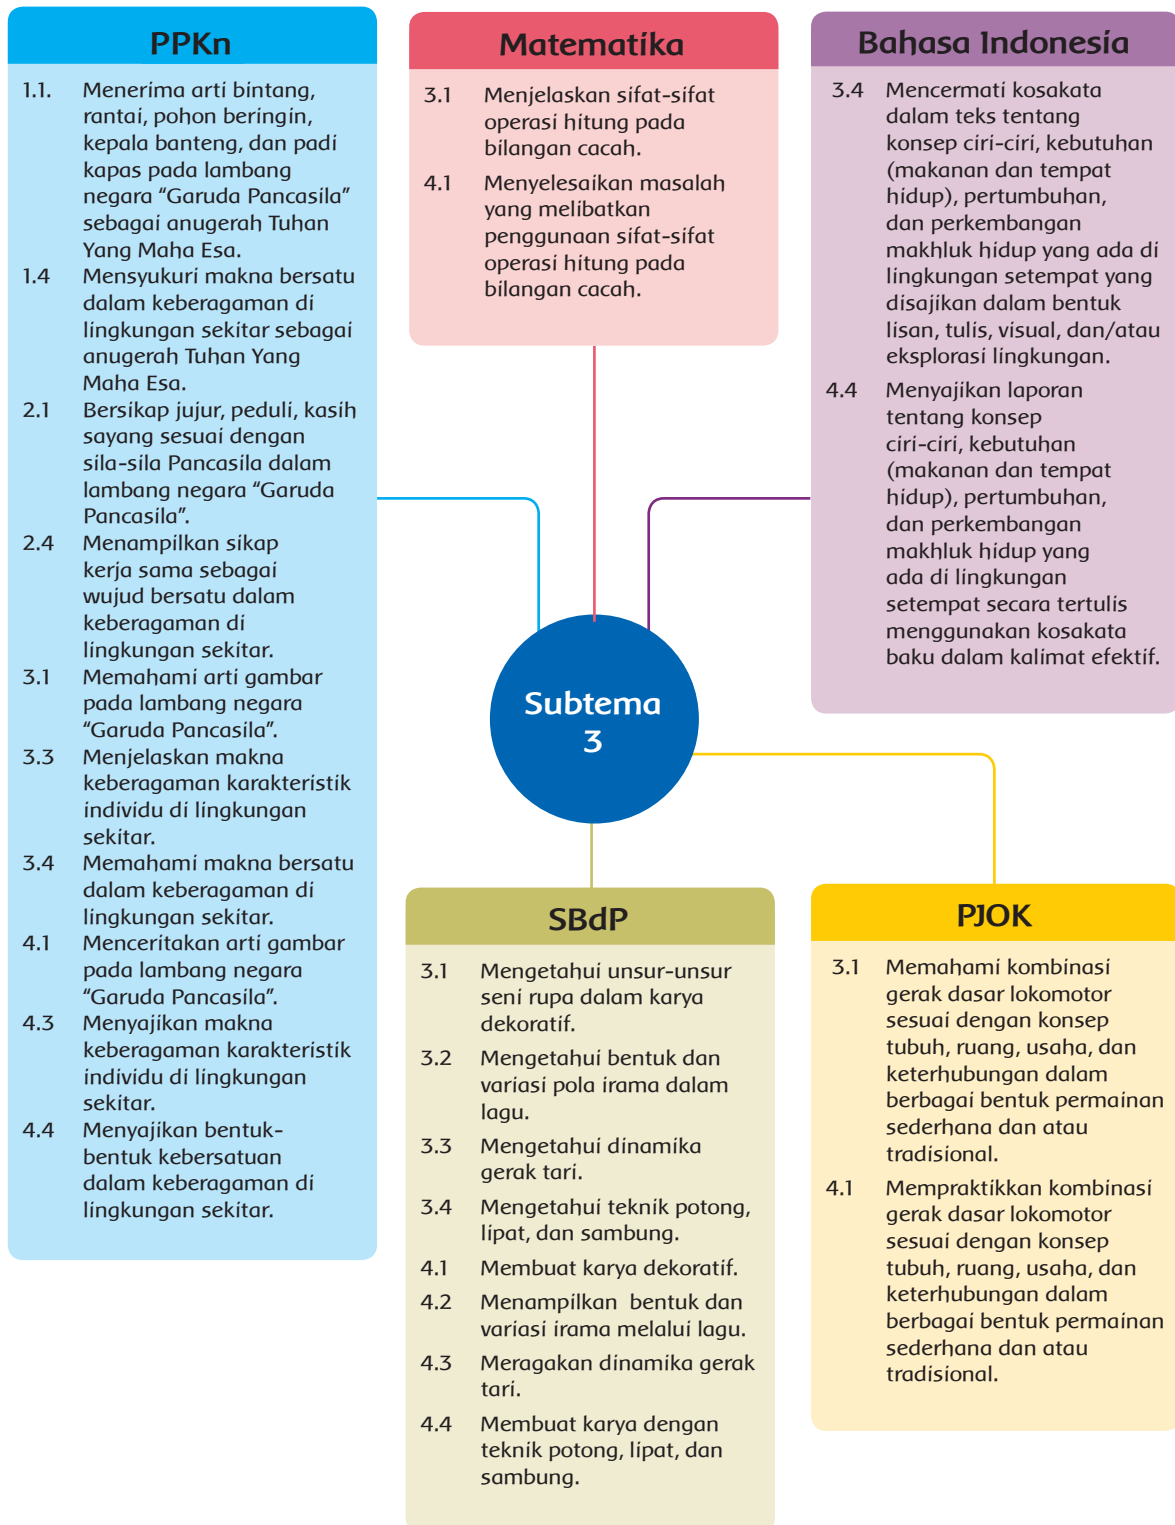 PPKn
1.1. Menerima arti bintang,
rantai, pohon beringin,
kepala banteng, dan padi
kapas pada lambang
negara “Garuda Pancasila”
sebagai anugerah Tuhan
Yang Maha Esa.
1.4 Mensyukuri makna bersatu
dalam keberagaman di
lingkungan sekitar sebagai
anugerah Tuhan Yang
Maha Esa.
2.1 Bersikap jujur, peduli, kasih
sayang sesuai dengan
sila-sila Pancasila dalam
lambang negara “Garuda
Pancasila”.
2.4 Menampilkan sikap
kerja sama sebagai
wujud bersatu dalam
keberagaman di
lingkungan sekitar.
3.1 Memahami arti gambar
pada lambang negara
“Garuda Pancasila”.
3.3 Menjelaskan makna
keberagaman karakteristik
individu di lingkungan
sekitar.
3.4 Memahami makna bersatu
dalam keberagaman di
lingkungan sekitar.
4.1 Menceritakan arti gambar
pada lambang negara
“Garuda Pancasila”.
4.3 Menyajikan makna
keberagaman karakteristik
individu di lingkungan
sekitar.
4.4 Menyajikan bentuk-
bentuk kebersatuan
dalam keberagaman di
lingkungan sekitar.
Matematika
3.1 Menjelaskan sifat-sifat
operasi hitung pada
bilangan cacah.
4.1 Menyelesaikan masalah
yang melibatkan
penggunaan sifat-sifat
operasi hitung pada
bilangan cacah.
Bahasa Indonesia
3.4 Mencermati kosakata
dalam teks tentang
konsep ciri-ciri, kebutuhan
(makanan dan tempat
hidup), pertumbuhan,
dan perkembangan
makhluk hidup yang ada di
lingkungan setempat yang
disajikan dalam bentuk
lisan, tulis, visual, dan/atau
eksplorasi lingkungan.
4.4 Menyajikan laporan
tentang konsep
ciri-ciri, kebutuhan
(makanan dan tempat
hidup), pertumbuhan,
dan perkembangan
makhluk hidup yang
ada di lingkungan
setempat secara tertulis
menggunakan kosakata
baku dalam kalimat efektif.
Subtema
3
SBdP
3.1 Mengetahui unsur-unsur
seni rupa dalam karya
dekoratif.
3.2 Mengetahui bentuk dan
variasi pola irama dalam
lagu.
3.3 Mengetahui dinamika
gerak tari.
3.4 Mengetahui teknik potong,
lipat, dan sambung.
4.1 Membuat karya dekoratif.
4.2 Menampilkan bentuk dan
variasi irama melalui lagu.
4.3 Meragakan dinamika gerak
tari.
4.4 Membuat karya dengan
teknik potong, lipat, dan
sambung.
PJOK
3.1 Memahami kombinasi
gerak dasar lokomotor
sesuai dengan konsep
tubuh, ruang, usaha, dan
keterhubungan dalam
berbagai bentuk permainan
sederhana dan atau
tradisional.
4.1 Mempraktikkan kombinasi
gerak dasar lokomotor
sesuai dengan konsep
tubuh, ruang, usaha, dan
keterhubungan dalam
berbagai bentuk permainan
sederhana dan atau
tradisional.